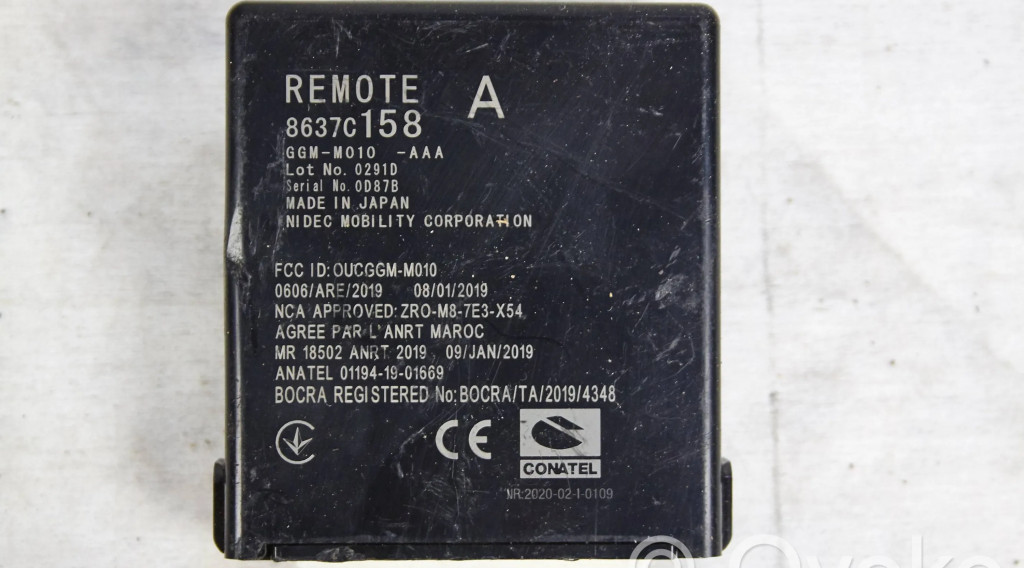 REMOTE A
8637C158
GGM-M010 -AAA
Lot No. 0291D
Serial No. 0D87B
MADE IN JAPAN
NIDEC MOBILITY CORPORATION
FCC ID:OUCGGM-M010
0606/ARE/2019 08/01/2019
NCA APPROVED:ZRO-M8-7E3-X54
AGREE PAR L'ANRT MAROC
MR 18502 ANRT 2019 09/JAN/2019
ANATEL 01194-19-01669
BOCRA REGISTERED No:BOCRA/TA/2019/4348
CE
CONATEL
NR:2020-02-I-0109